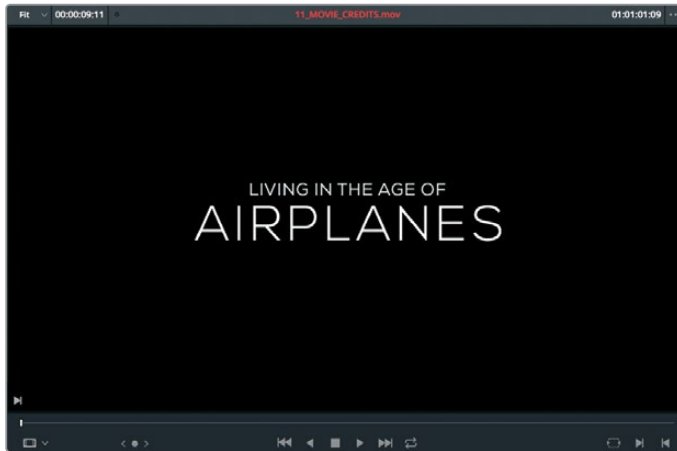 Fit 00:00:09:11 11_MOVIE_CREDITS.mov 01:01:01:09
LIVING IN THE AGE OF
AIRPLANES